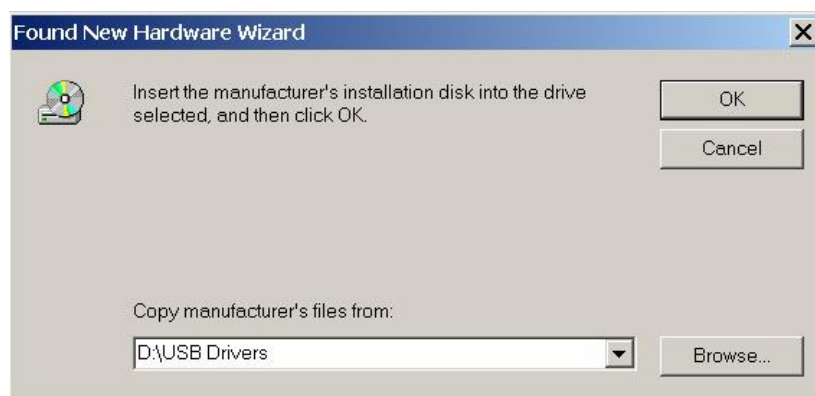 Found New Hardware Wizard
Insert the manufacturer's installation disk into the drive
selected, and then click OK.
OK
Cancel
Copy manufacturer's files from:
D:\USB Drivers
Browse...